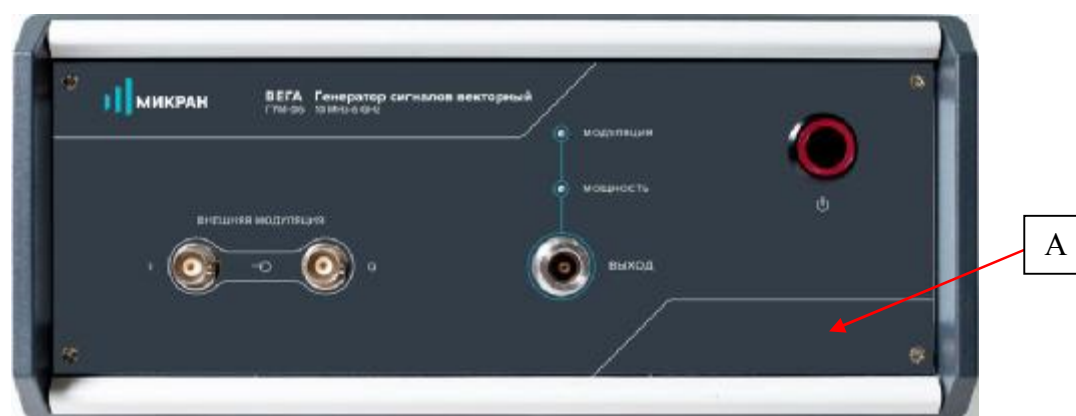 МИКРАН
ВЕГА Генератор сигналов векторный
МОДУЛЯЦИЯ
МОЩНОСТЬ
ВНЕШНЯЯ МОДУЛЯЦИЯ
I
Q
ВЫХОД
A